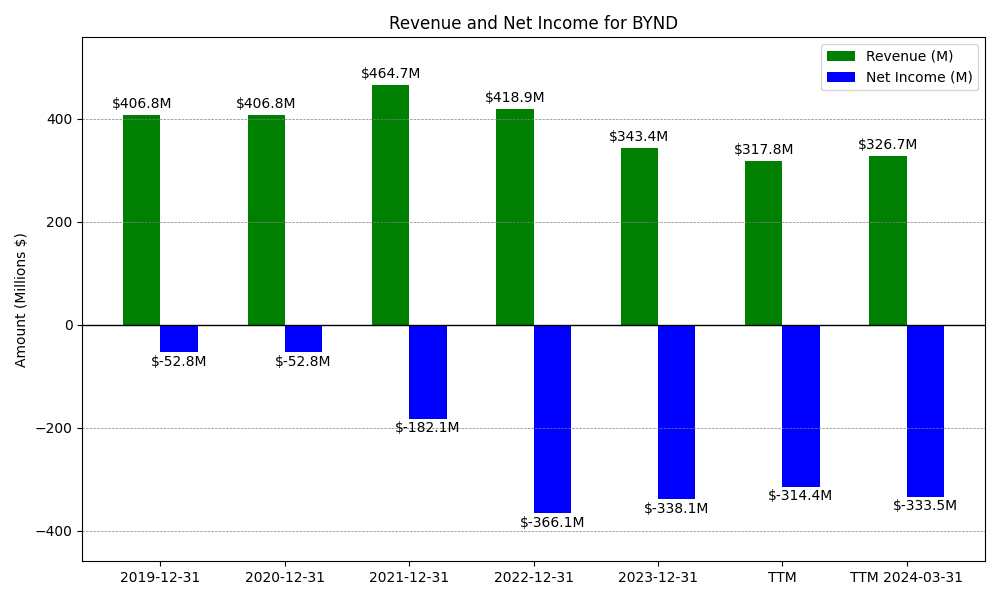 Revenue and Net Income for BYND
Revenue (M)
Net Income (M)
Amount (Millions $)
400
200
0
−200
−400
$406.8M
$406.8M
$464.7M
$418.9M
$343.4M
$317.8M
$326.7M
$-52.8M
$-52.8M
$-182.1M
$-366.1M
$-338.1M
$-314.4M
$-333.5M
2019-12-31
2020-12-31
2021-12-31
2022-12-31
2023-12-31
TTM
TTM 2024-03-31